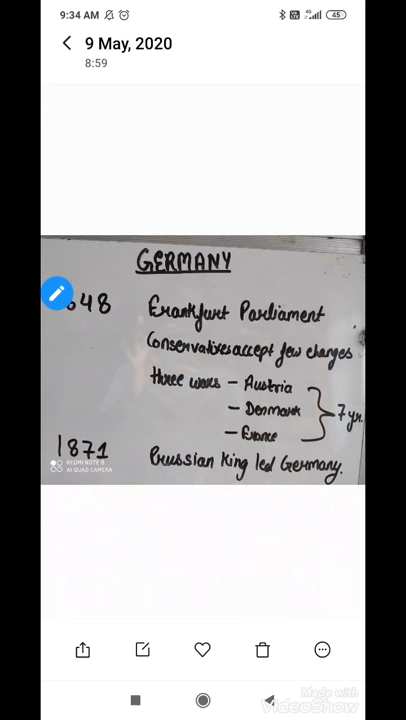 9:34 AM 45
9 May, 2020
8:59
GERMANY
48 Frankfurt Parliament
Conservatives accept few changes
three wars - Austria
- Denmark 7 yr.
- France
1871 Prussian King led Germany.
REDMI NOTE 8
AI QUAD CAMERA
Made with
VideoShow